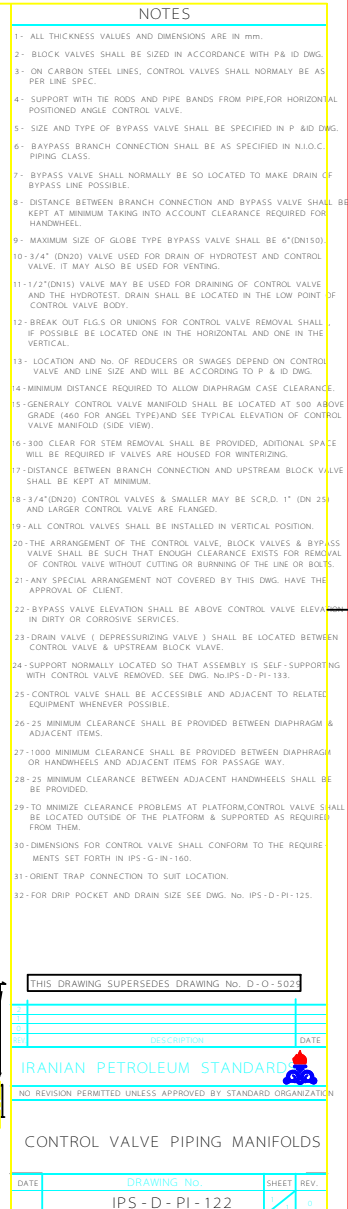 NOTES
1- ALL THICKNESS VALUES AND DIMENSIONS ARE IN mm.
2- BLOCK VALVES SHALL BE SIZED IN ACCORDANCE WITH P& ID DWG.
3- ON CARBON STEEL LINES, CONTROL VALVES SHALL NORMALY BE AS
PER LINE SPEC.
4- SUPPORT WITH TIE RODS AND PIPE BANDS FROM PIPE,FOR HORIZONTAL
POSITIONED ANGLE CONTROL VALVE.
5- SIZE AND TYPE OF BYPASS VALVE SHALL BE SPECIFIED IN P &ID DWG.
6- BAYPASS BRANCH CONNECTION SHALL BE AS SPECIFIED IN N.I.O.C.
PIPING CLASS.
7- BYPASS VALVE SHALL NORMALLY BE SO LOCATED TO MAKE DRAIN OF
BYPASS LINE POSSIBLE.
8- DISTANCE BETWEEN BRANCH CONNECTION AND BYPASS VALVE SHALL BE
KEPT AT MINIMUM TAKING INTO ACCOUNT CLEARANCE REQUIRED FOR
HANDWHEEL.
9- MAXIMUM SIZE OF GLOBE TYPE BYPASS VALVE SHALL BE 6"(DN150).
10-3/4" (DN20) VALVE USED FOR DRAIN OF HYDROTEST AND CONTROL
VALVE. IT MAY ALSO BE USED FOR VENTING.
11-1/2"(DN15) VALVE MAY BE USED FOR DRAINING OF CONTROL VALVE
AND THE HYDROTEST. DRAIN SHALL BE LOCATED IN THE LOW POINT OF
CONTROL VALVE BODY.
12-BREAK OUT FLG.S OR UNIONS FOR CONTROL VALVE REMOVAL SHALL ,
IF POSSIBLE BE LOCATED ONE IN THE HORIZONTAL AND ONE IN THE
VERTICAL.
13- LOCATION AND No. OF REDUCERS OR SWAGES DEPEND ON CONTROL
VALVE AND LINE SIZE AND WILL BE ACCORDING TO P & ID DWG.
14-MINIMUM DISTANCE REQUIRED TO ALLOW DIAPHRAGM CASE CLEARANCE.
15-GENERALY CONTROL VALVE MANIFOLD SHALL BE LOCATED AT 500 ABOVE
GRADE (460 FOR ANGEL TYPE)AND SEE TYPICAL ELEVATION OF CONTROL
VALVE MANIFOLD (SIDE VIEW).
16-300 CLEAR FOR STEM REMOVAL SHALL BE PROVIDED, ADITIONAL SPACE
WILL BE REQUIRED IF VALVES ARE HOUSED FOR WINTERIZING.
17-DISTANCE BETWEEN BRANCH CONNECTION AND UPSTREAM BLOCK VALVE
SHALL BE KEPT AT MINIMUM.
18-3/4"(DN20) CONTROL VALVES & SMALLER MAY BE SCR,D. 1" (DN 25)
AND LARGER CONTROL VALVE ARE FLANGED.
19-ALL CONTROL VALVES SHALL BE INSTALLED IN VERTICAL POSITION.
20-THE ARRANGEMENT OF THE CONTROL VALVE, BLOCK VALVES & BYPASS
VALVE SHALL BE SUCH THAT ENOUGH CLEARANCE EXISTS FOR REMOVAL
OF CONTROL VALVE WITHOUT CUTTING OR BURNNING OF THE LINE OR BOLTS.
21-ANY SPECIAL ARRANGEMENT NOT COVERED BY THIS DWG. HAVE THE
APPROVAL OF CLIENT.
22-BYPASS VALVE ELEVATION SHALL BE ABOVE CONTROL VALVE ELEVATION
IN DIRTY OR CORROSIVE SERVICES.
23-DRAIN VALVE ( DEPRESSURIZING VALVE ) SHALL BE LOCATED BETWEEN
CONTROL VALVE & UPSTREAM BLOCK VLAVE.
24-SUPPORT NORMALLY LOCATED SO THAT ASSEMBLY IS SELF-SUPPORTING
WITH CONTROL VALVE REMOVED. SEE DWG. No.IPS-D-PI-133.
25-CONTROL VALVE SHALL BE ACCESSIBLE AND ADJACENT TO RELATED
EQUIPMENT WHENEVER POSSIBLE.
26-25 MINIMUM CLEARANCE SHALL BE PROVIDED BETWEEN DIAPHRAGM &
ADJACENT ITEMS.
27-1000 MINIMUM CLEARANCE SHALL BE PROVIDED BETWEEN DIAPHRAGM
OR HANDWHEELS AND ADJACENT ITEMS FOR PASSAGE WAY.
28-25 MINIMUM CLEARANCE BETWEEN ADJACENT HANDWHEELS SHALL BE
BE PROVIDED.
29-TO MNIMIZE CLEARANCE PROBLEMS AT PLATFORM,CONTROL VALVE SHALL
BE LOCATED OUTSIDE OF THE PLATFORM & SUPPORTED AS REQUIRED
FROM THEM.
30-DIMENSIONS FOR CONTROL VALVE SHALL CONFORM TO THE REQUIRE-
MENTS SET FORTH IN IPS-G-IN-160.
31-ORIENT TRAP CONNECTION TO SUIT LOCATION.
32-FOR DRIP POCKET AND DRAIN SIZE SEE DWG. No. IPS-D-PI-125.
THIS DRAWING SUPERSEDES DRAWING No. D-O-5029
2
1
0
REV. DESCRIPTION DATE
IRANIAN PETROLEUM STANDARDS
NO REVISION PERMITTED UNLESS APPROVED BY STANDARD ORGANIZATION
CONTROL VALVE PIPING MANIFOLDS
DATE DRAWING. No. SHEET REV.
IPS-D-PI-122 0